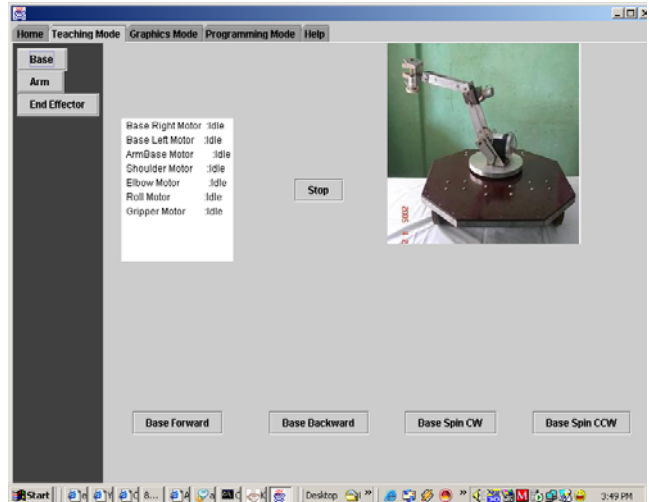 Home Teaching Mode Graphics Mode Programming Mode Help
Base
Arm
End Effector
Base Right Motor :Idle
Base Left Motor :Idle
ArmBase Motor :Idle
Shoulder Motor :Idle
Elbow Motor :Idle
Roll Motor :Idle
Gripper Motor :Idle
Stop
Base Forward Base Backward Base Spin CW Base Spin CCW
Start Desktop 3:49 PM